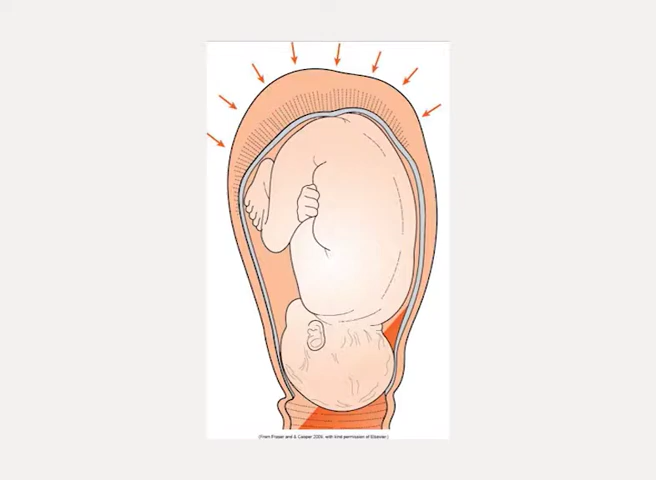 (From Fraser and & Cooper 2009, with kind permission of Elsevier.)